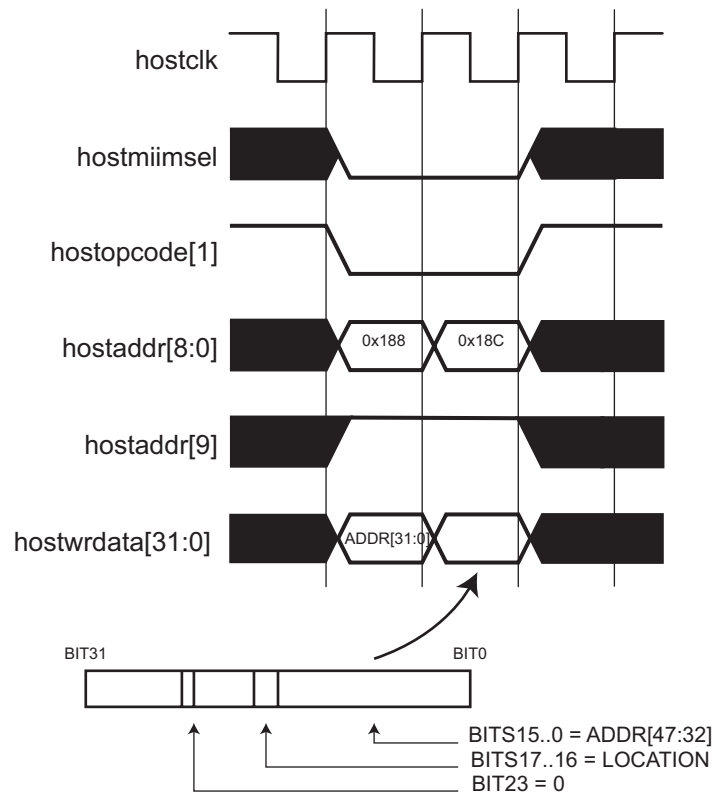 hostclk
hostmiimsel
hostopcode[1]
hostaddr[8:0]
0x188 0x18C
hostaddr[9]
hostwrdata[31:0]
ADDR[31:0]
BIT31 BIT0
BITS15..0 = ADDR[47:32]
BITS17..16 = LOCATION
BIT23 = 0